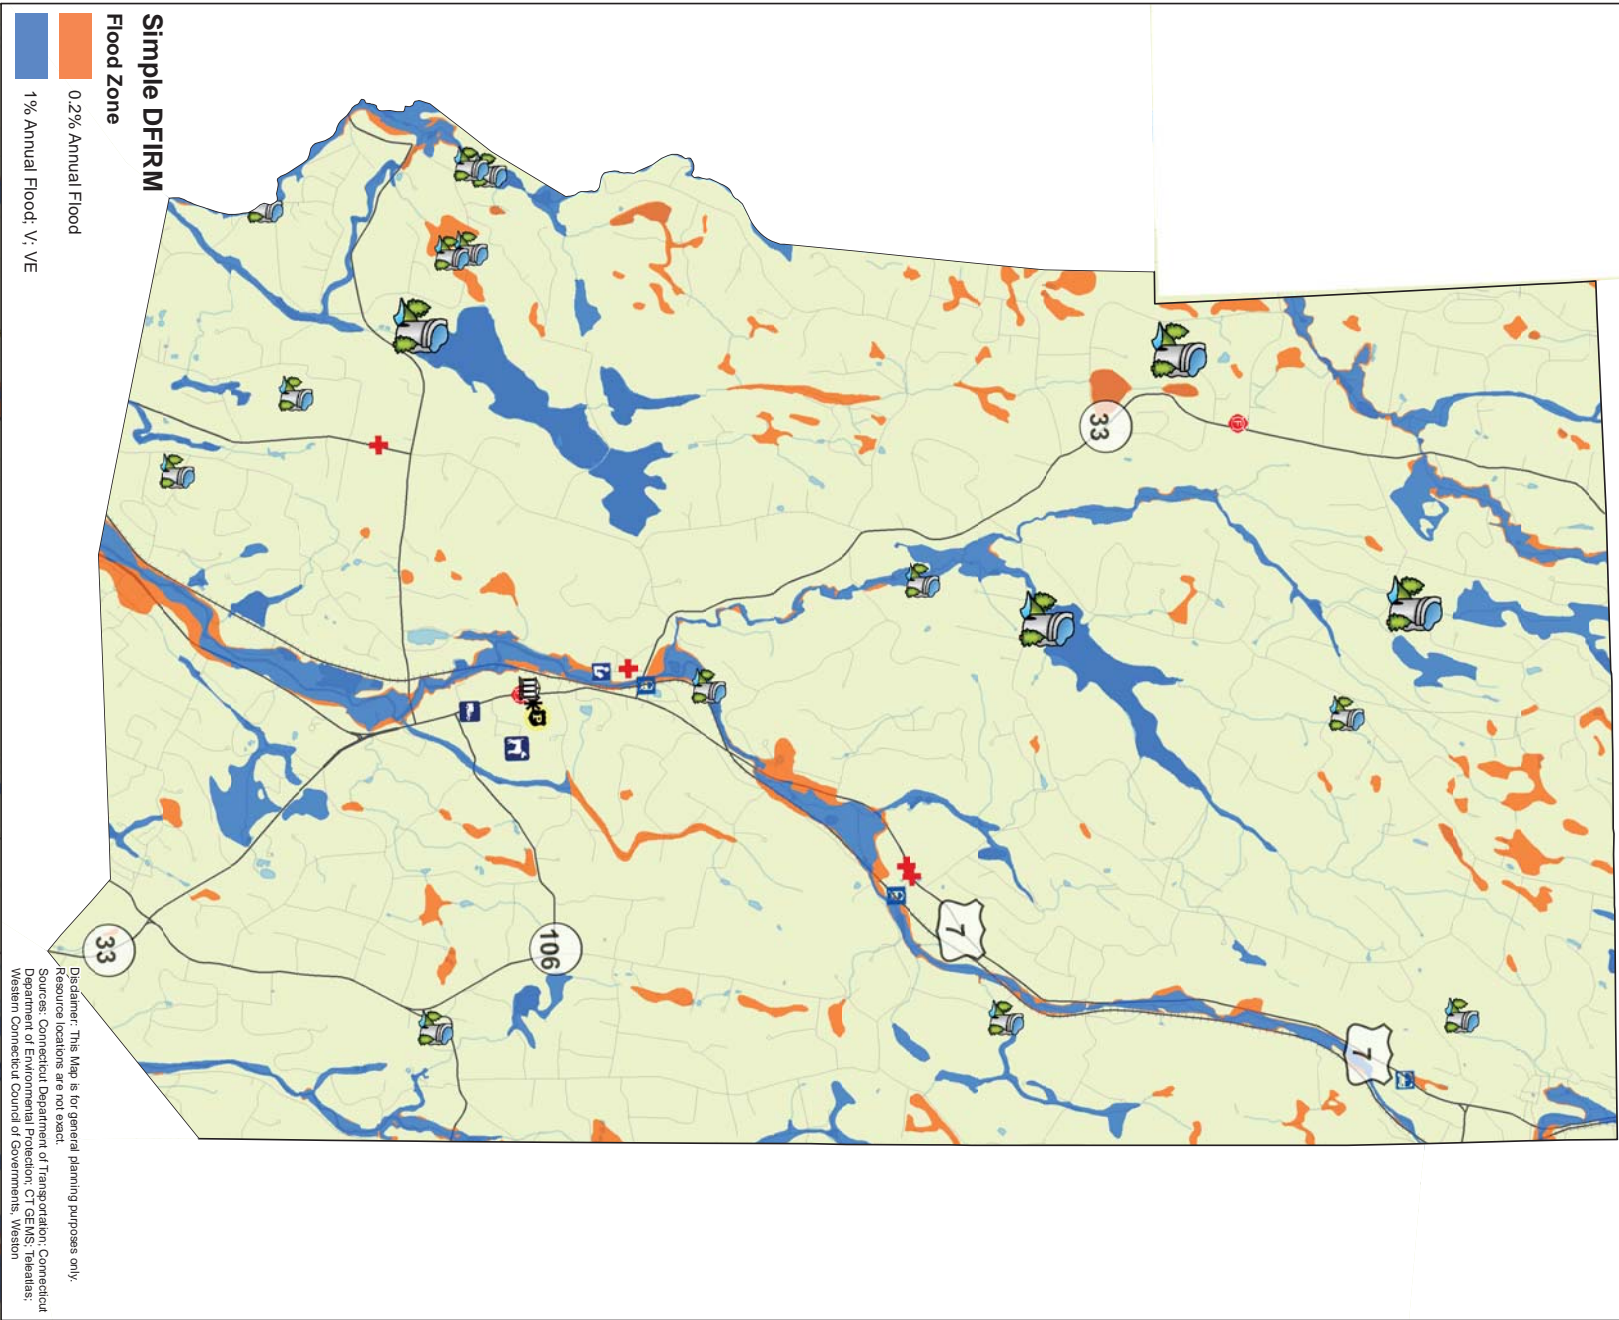 Simple DFIRM
Flood Zone
0.2% Annual Flood
1% Annual Flood; V; VE
33
7
7
106
33
Disclaimer: This Map is for general planning purposes only.
Resource locations are not exact.
Sources: Connecticut Department of Transportation; Connecticut
Department of Environmental Protection; CT GEMS; Teleatlas;
Western Connecticut Council of Governments, Weston